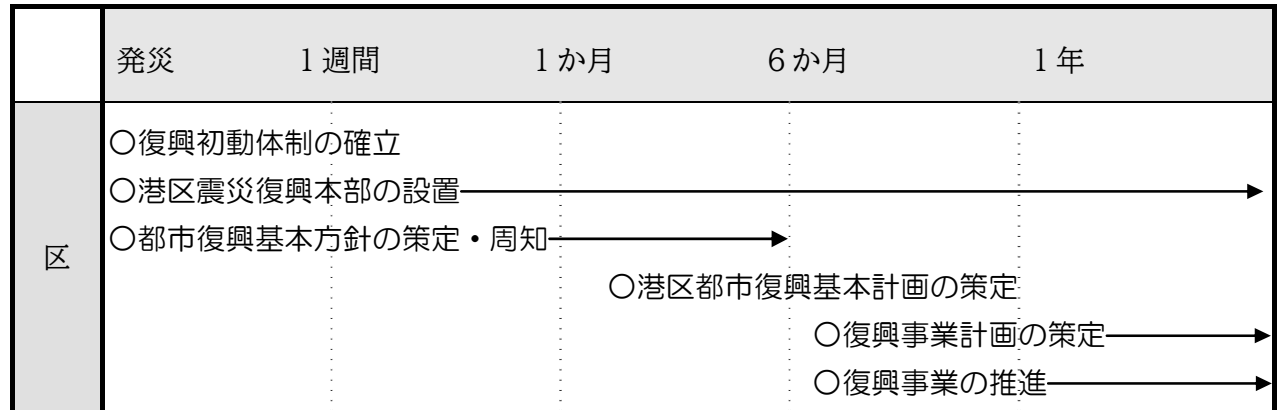 発災 1週間 1か月 6か月 1年
区
○復興初動体制の確立
○港区震災復興本部の設置
○都市復興基本方針の策定・周知
○港区都市復興基本計画の策定
○復興事業計画の策定
○復興事業の推進